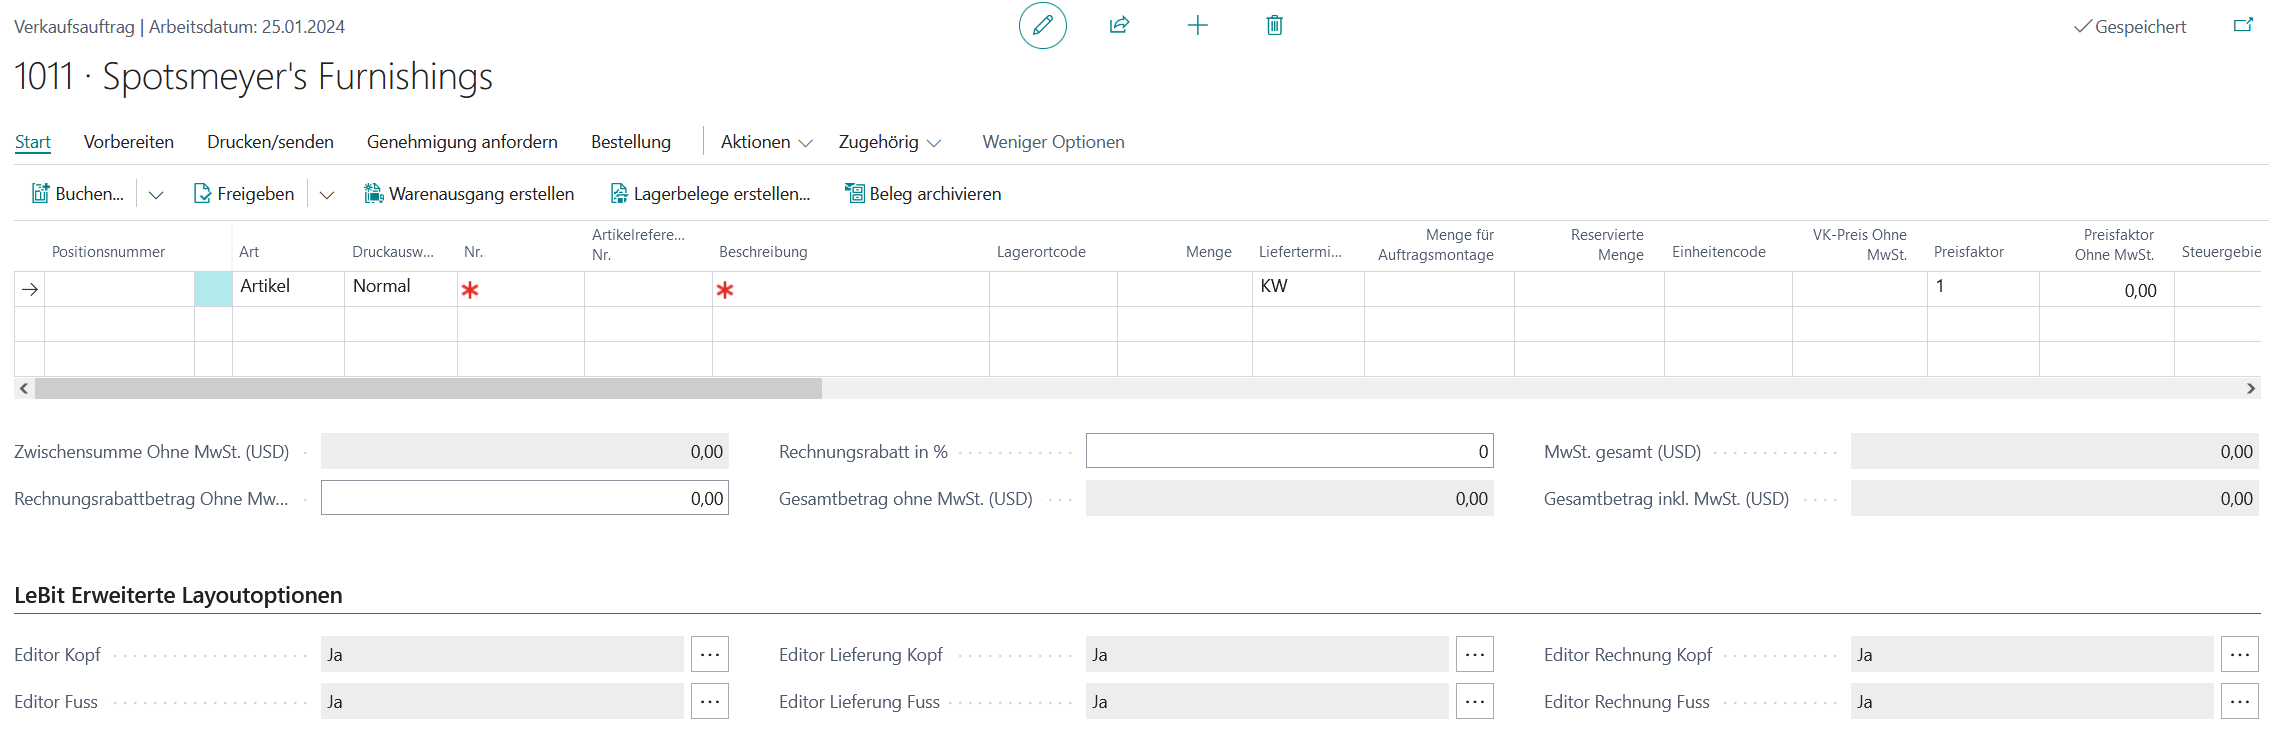 Verkaufsauftrag | Arbeitsdatum: 25.01.2024
Gespeichert
1011 · Spotsmeyer's Furnishings
Start Vorbereiten Drucken/senden Genehmigung anfordern Bestellung Aktionen Zugehörig Weniger Optionen
Buchen... Freigeben Warenausgang erstellen Lagerbelege erstellen... Beleg archivieren
Positionsnummer Art Druckausw... Nr. Artikelrefere... Nr. Beschreibung Lagerortcode Menge Liefertermi... Menge für Auftragsmontage Reservierte Menge Einheitencode VK-Preis Ohne MwSt. Preisfaktor Preisfaktor Ohne MwSt. Steuergebie
Artikel Normal * * KW 1 0,00
Zwischensumme Ohne MwSt. (USD) 0,00 Rechnungsrabatt in % 0 MwSt. gesamt (USD) 0,00
Rechnungsrabattbetrag Ohne Mw... 0,00 Gesamtbetrag ohne MwSt. (USD) 0,00 Gesamtbetrag inkl. MwSt. (USD) 0,00
LeBit Erweiterte Layoutoptionen
Editor Kopf Ja ... Editor Lieferung Kopf Ja ... Editor Rechnung Kopf Ja ...
Editor Fuss Ja ... Editor Lieferung Fuss Ja ... Editor Rechnung Fuss Ja ...